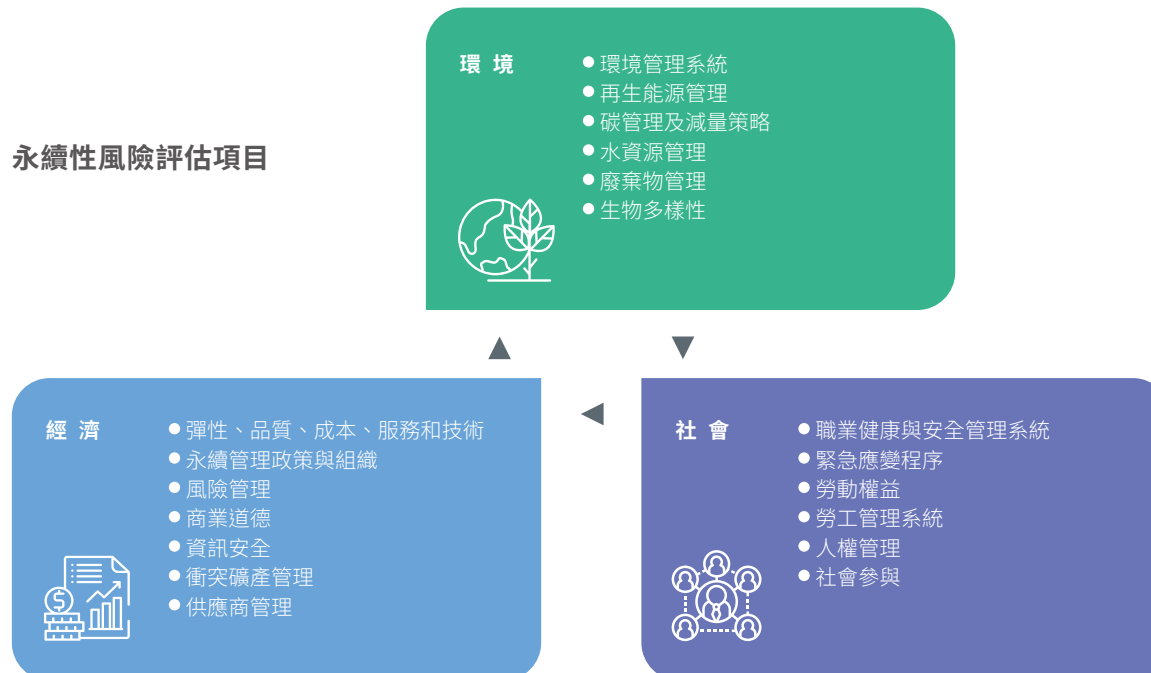 永續性風險評估項目
環境
環境管理系統
再生能源管理
碳管理及減量策略
水資源管理
廢棄物管理
生物多樣性
經濟
彈性、品質、成本、服務和技術
永續管理政策與組織
風險管理
商業道德
資訊安全
衝突礦產管理
供應商管理
社會
職業健康與安全管理系統
緊急應變程序
勞動權益
勞工管理系統
人權管理
社會參與